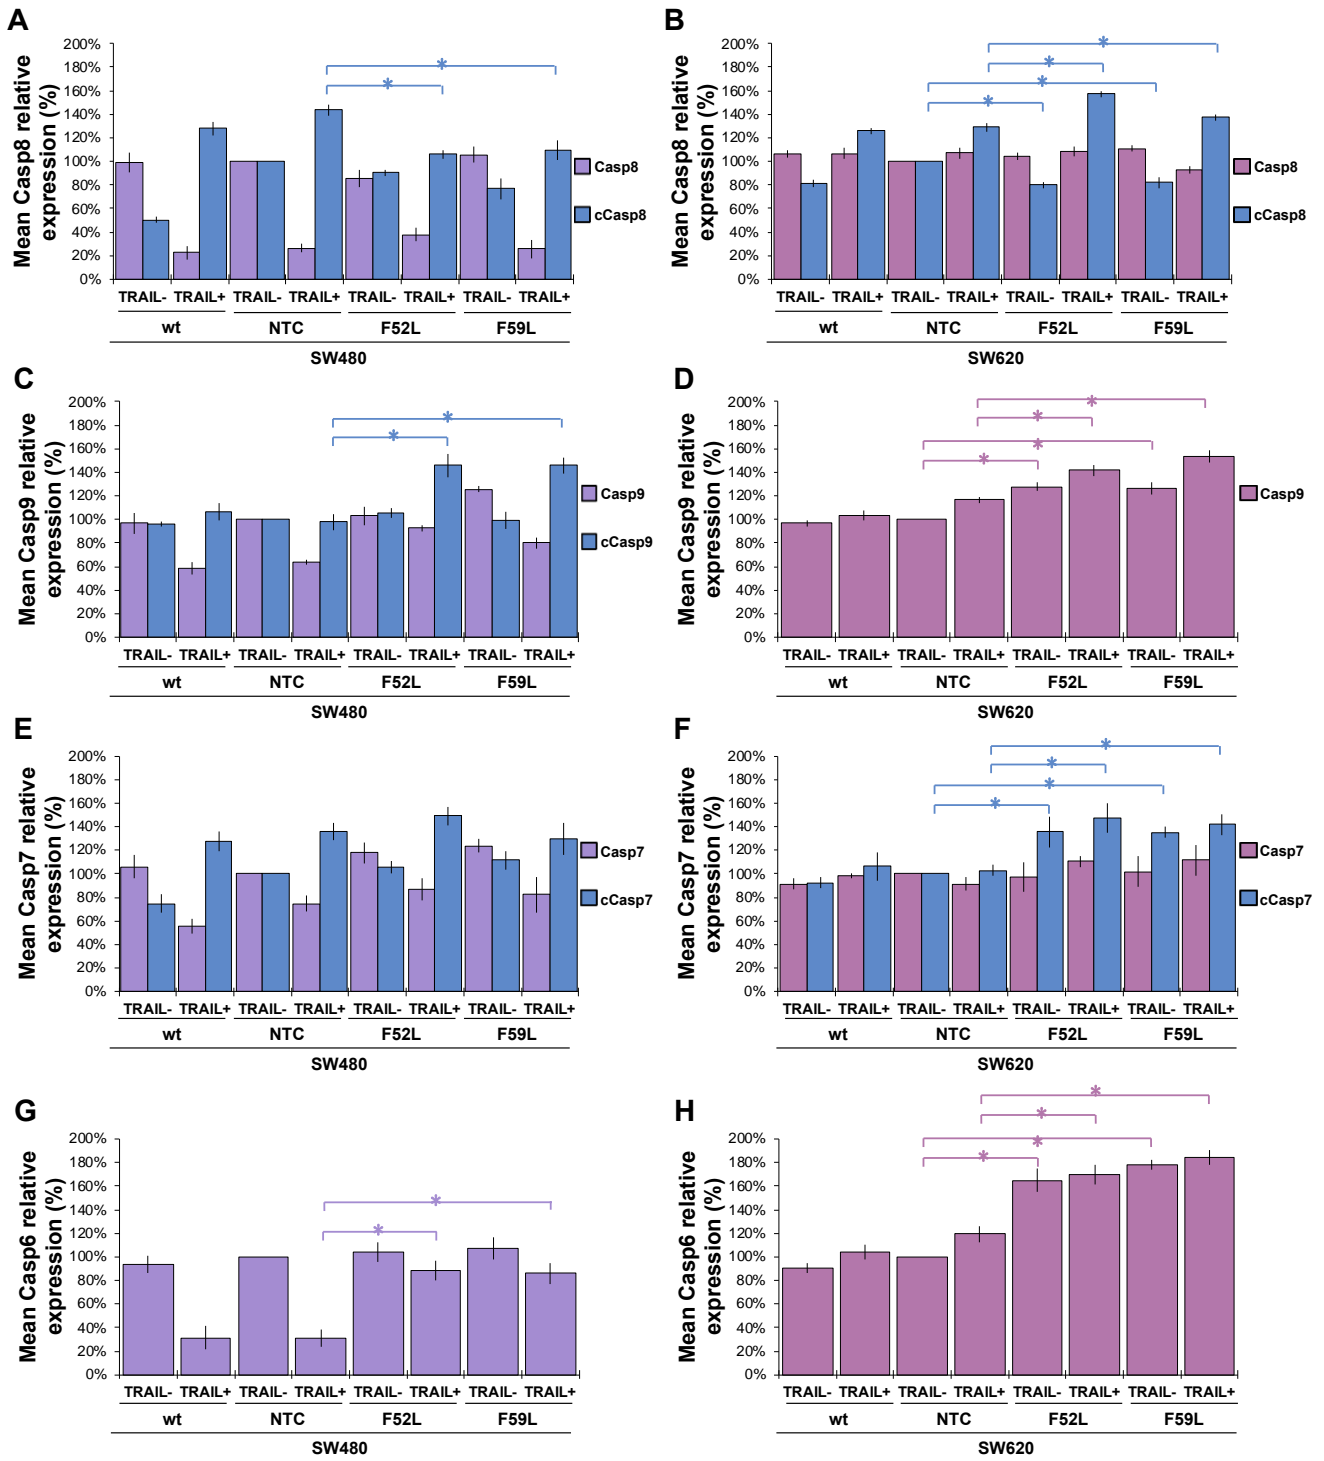 A
Mean Casp8 relative
expression (%)
200%
180%
160%
140%
120%
100%
80%
60%
40%
20%
0%
* *
Casp8
cCasp8
TRAIL- TRAIL+ TRAIL- TRAIL+ TRAIL- TRAIL+ TRAIL- TRAIL+
wt NTC F52L F59L
SW480
B
Mean Casp8 relative
expression (%)
200%
180%
160%
140%
120%
100%
80%
60%
40%
20%
0%
* * * *
Casp8
cCasp8
TRAIL- TRAIL+ TRAIL- TRAIL+ TRAIL- TRAIL+ TRAIL- TRAIL+
wt NTC F52L F59L
SW620
C
Mean Casp9 relative
expression (%)
200%
180%
160%
140%
120%
100%
80%
60%
40%
20%
0%
* *
Casp9
cCasp9
TRAIL- TRAIL+ TRAIL- TRAIL+ TRAIL- TRAIL+ TRAIL- TRAIL+
wt NTC F52L F59L
SW480
D
Mean Casp9 relative
expression (%)
200%
180%
160%
140%
120%
100%
80%
60%
40%
20%
0%
* * * *
Casp9
TRAIL- TRAIL+ TRAIL- TRAIL+ TRAIL- TRAIL+ TRAIL- TRAIL+
wt NTC F52L F59L
SW620
E
Mean Casp7 relative
expression (%)
200%
180%
160%
140%
120%
100%
80%
60%
40%
20%
0%
Casp7
cCasp7
TRAIL- TRAIL+ TRAIL- TRAIL+ TRAIL- TRAIL+ TRAIL- TRAIL+
wt NTC F52L F59L
SW480
F
Mean Casp7 relative
expression (%)
200%
180%
160%
140%
120%
100%
80%
60%
40%
20%
0%
* * * *
Casp7
cCasp7
TRAIL- TRAIL+ TRAIL- TRAIL+ TRAIL- TRAIL+ TRAIL- TRAIL+
wt NTC F52L F59L
SW620
G
Mean Casp6 relative
expression (%)
200%
180%
160%
140%
120%
100%
80%
60%
40%
20%
0%
* *
TRAIL- TRAIL+ TRAIL- TRAIL+ TRAIL- TRAIL+ TRAIL- TRAIL+
wt NTC F52L F59L
SW480
H
Mean Casp6 relative
expression (%)
200%
180%
160%
140%
120%
100%
80%
60%
40%
20%
0%
* * * *
TRAIL- TRAIL+ TRAIL- TRAIL+ TRAIL- TRAIL+ TRAIL- TRAIL+
wt NTC F52L F59L
SW620